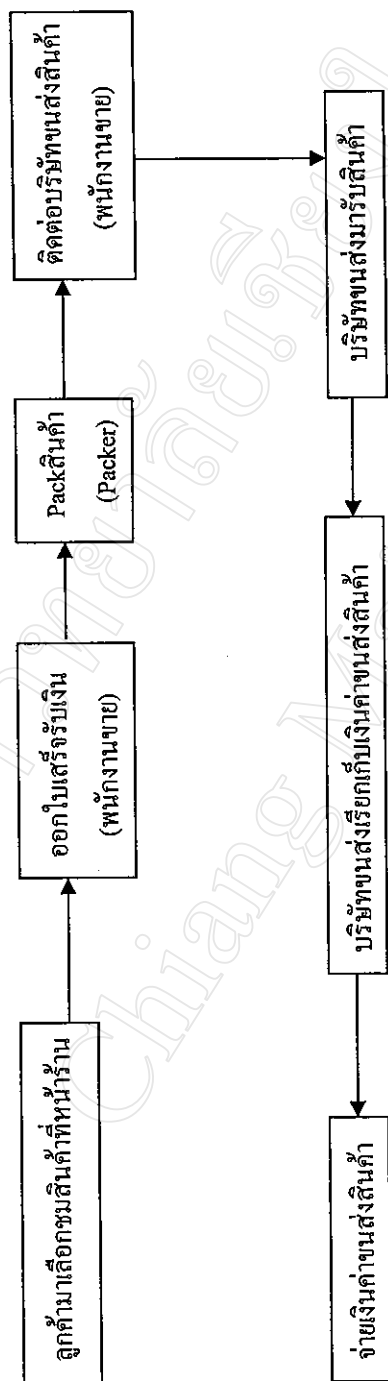 ลูกค้ามาเลือกชมสินค้าที่หน้าร้าน
ออกใบเสร็จรับเงิน
(พนักงานขาย)
Packสินค้า
(Packer)
ติดต่อบริษัทขนส่งสินค้า
(พนักงานขาย)
บริษัทขนส่งมารับสินค้า
บริษัทขนส่งเรียกเก็บเงินค่าขนส่งสินค้า
จ่ายเงินค่าขนส่งสินค้า